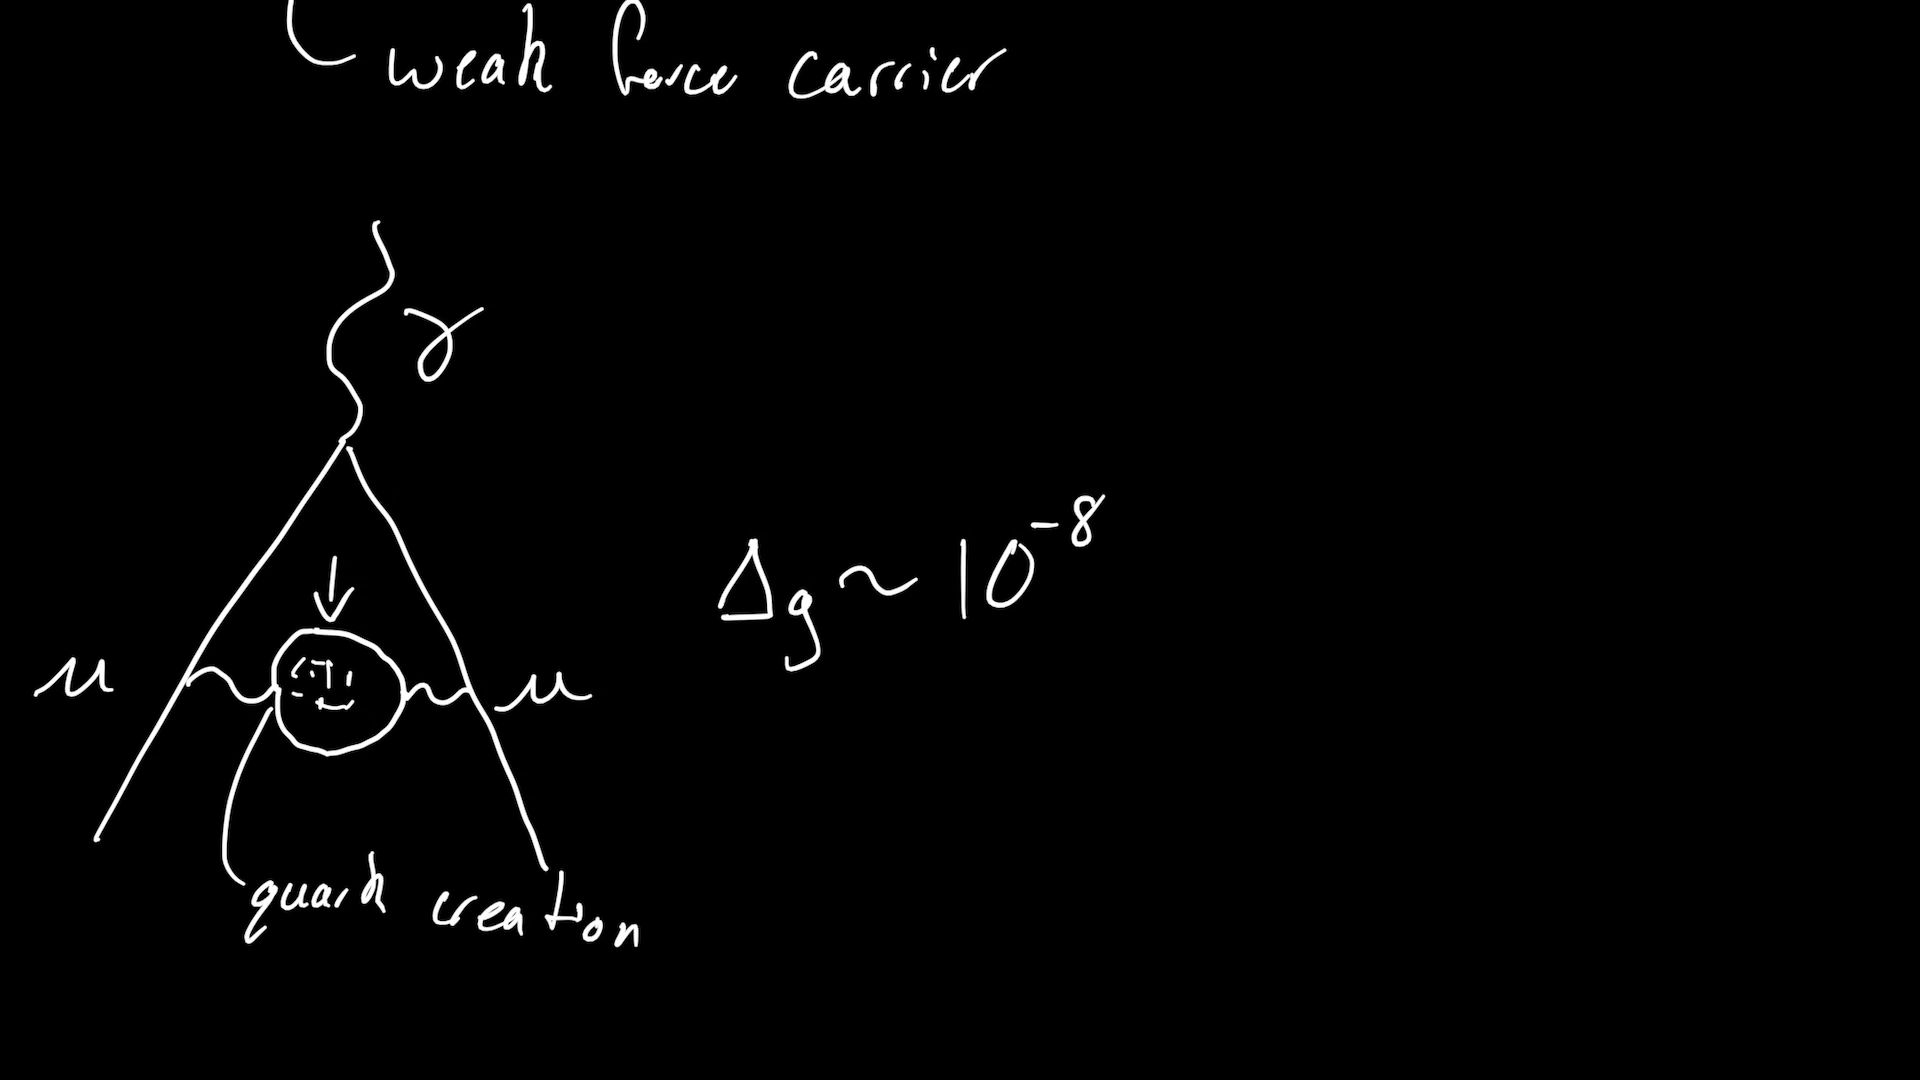 weak force carrier
γ
Δg ~ 10⁻⁸
μ μ
quark creation